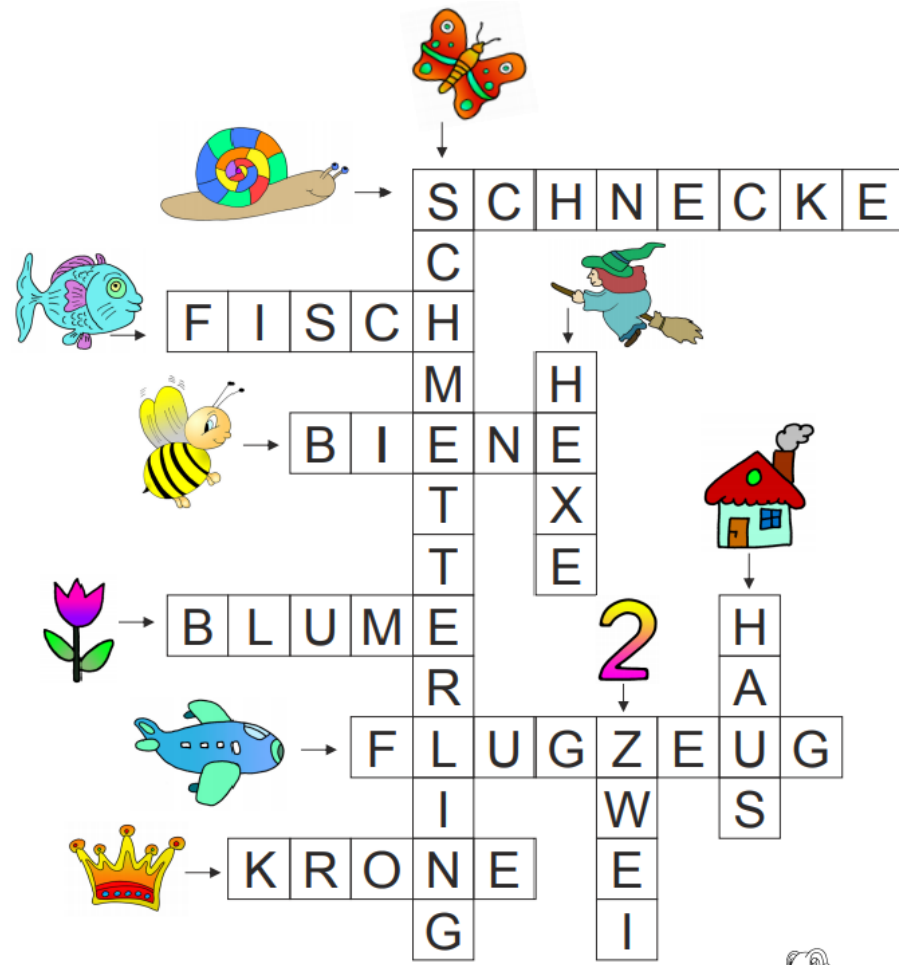 SCHNECKE
SCHMETTERLING
FISCH
HEXE
BIENE
HAUS
BLUME
2
FLUGZEUG
ZWEI
KRONE